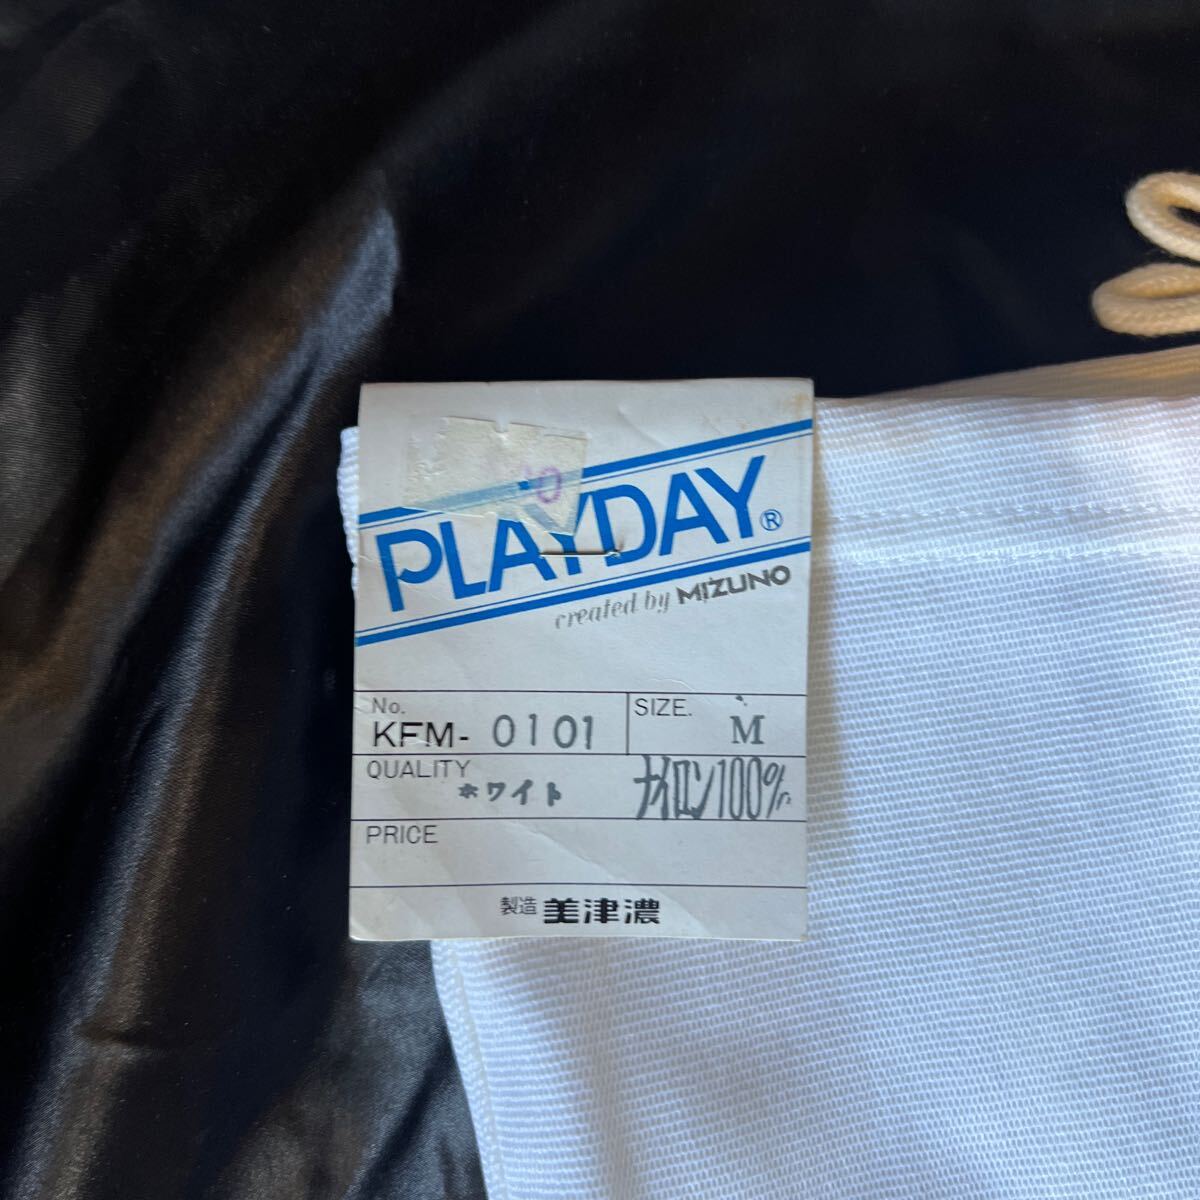 PLAYDAY®
created by MIZUNO
No.
KFM- 0101
SIZE. M
QUALITY
ホワイト ナイロン100%
PRICE
製造 美津濃